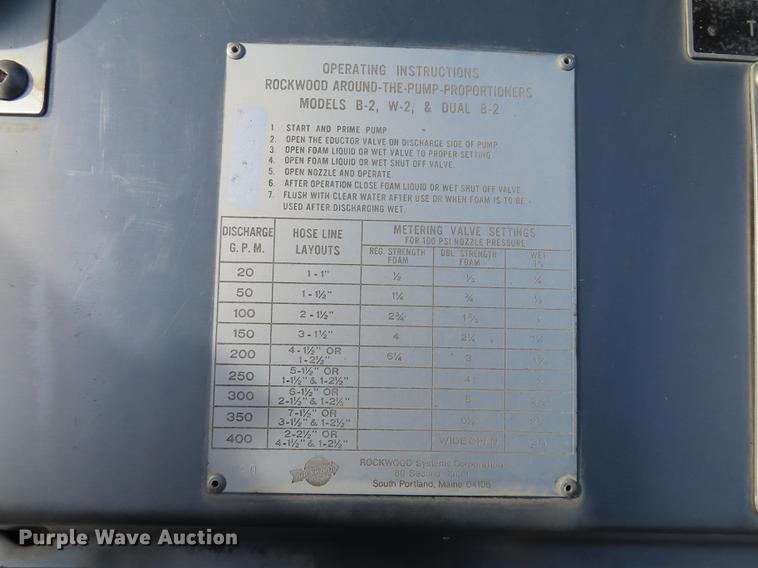 T
OPERATING INSTRUCTIONS
ROCKWOOD AROUND-THE-PUMP-PROPORTIONERS
MODELS B-2, W-2, & DUAL B-2
1. START AND PRIME PUMP
2. OPEN THE EDUCTOR VALVE ON DISCHARGE SIDE OF PUMP.
3. OPEN FOAM LIQUID OR WET VALVE TO PROPER SETTING
4. OPEN FOAM LIQUID OR WET SHUT OFF VALVE.
5. OPEN NOZZLE AND OPERATE.
6. AFTER OPERATION CLOSE FOAM LIQUID OR WET SHUT OFF VALVE
7. FLUSH WITH CLEAR WATER AFTER USE OR WHEN FOAM IS TO BE
USED AFTER DISCHARGING WET.
DISCHARGE G. P. M. HOSE LINE LAYOUTS METERING VALVE SETTINGS
FOR 100 PSI NOZZLE PRESSURE
REG. STRENGTH FOAM DBL. STRENGTH FOAM WET
20 1-1" ½
50 1-1½" 1¼ ¾
100 2-1½" 2¾
150 3-1½" 4
200 4-1½" OR 1-2½" 6¼ 3
250 5-1½" OR 1-1½" & 1-2½" 4
300 6-1½" OR 2-1½" & 1-2½"
350 7-1½" OR 3-1½" & 1-2½"
400 2-2½" OR 4-1½" & 1-2½" WIDE OPEN
ROCKWOOD
ROCKWOOD Systems Corporation
80 Second
South Portland, Maine 04106
Purple Wave Auction